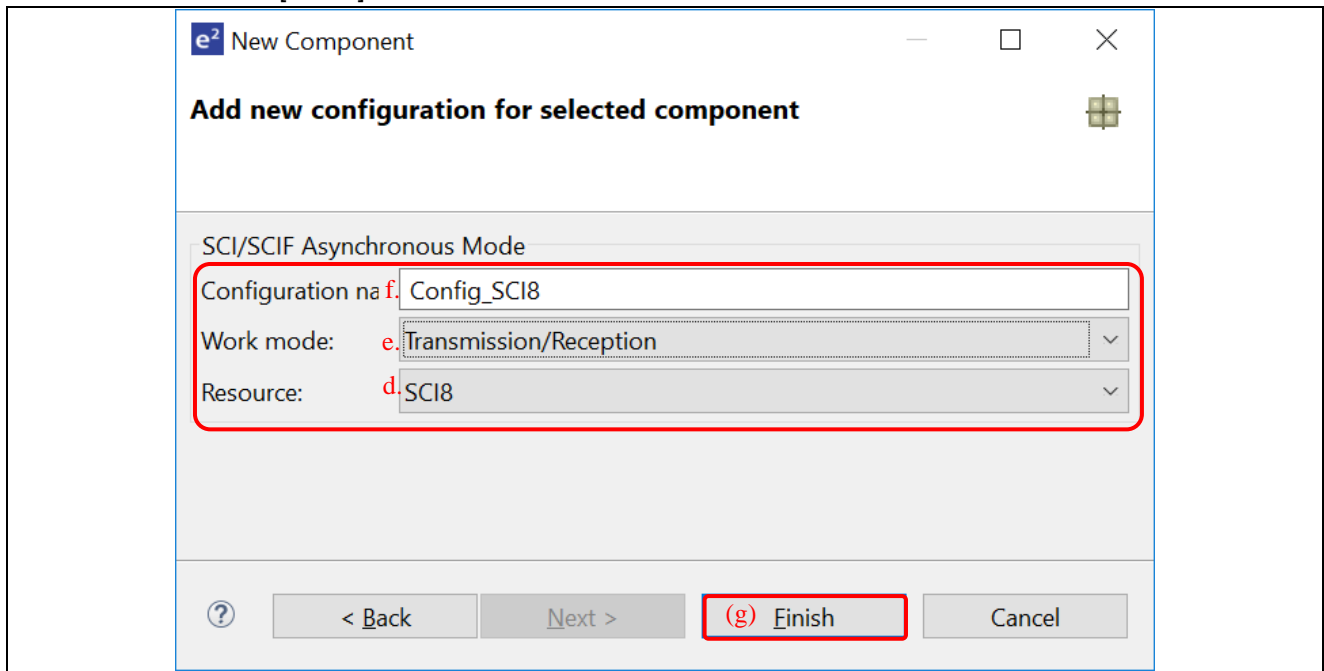 e² New Component
Add new configuration for selected component
SCI/SCIF Asynchronous Mode
Configuration na f. Config_SCI8
Work mode: e. Transmission/Reception
Resource: d. SCI8
? < Back Next > (g) Finish Cancel